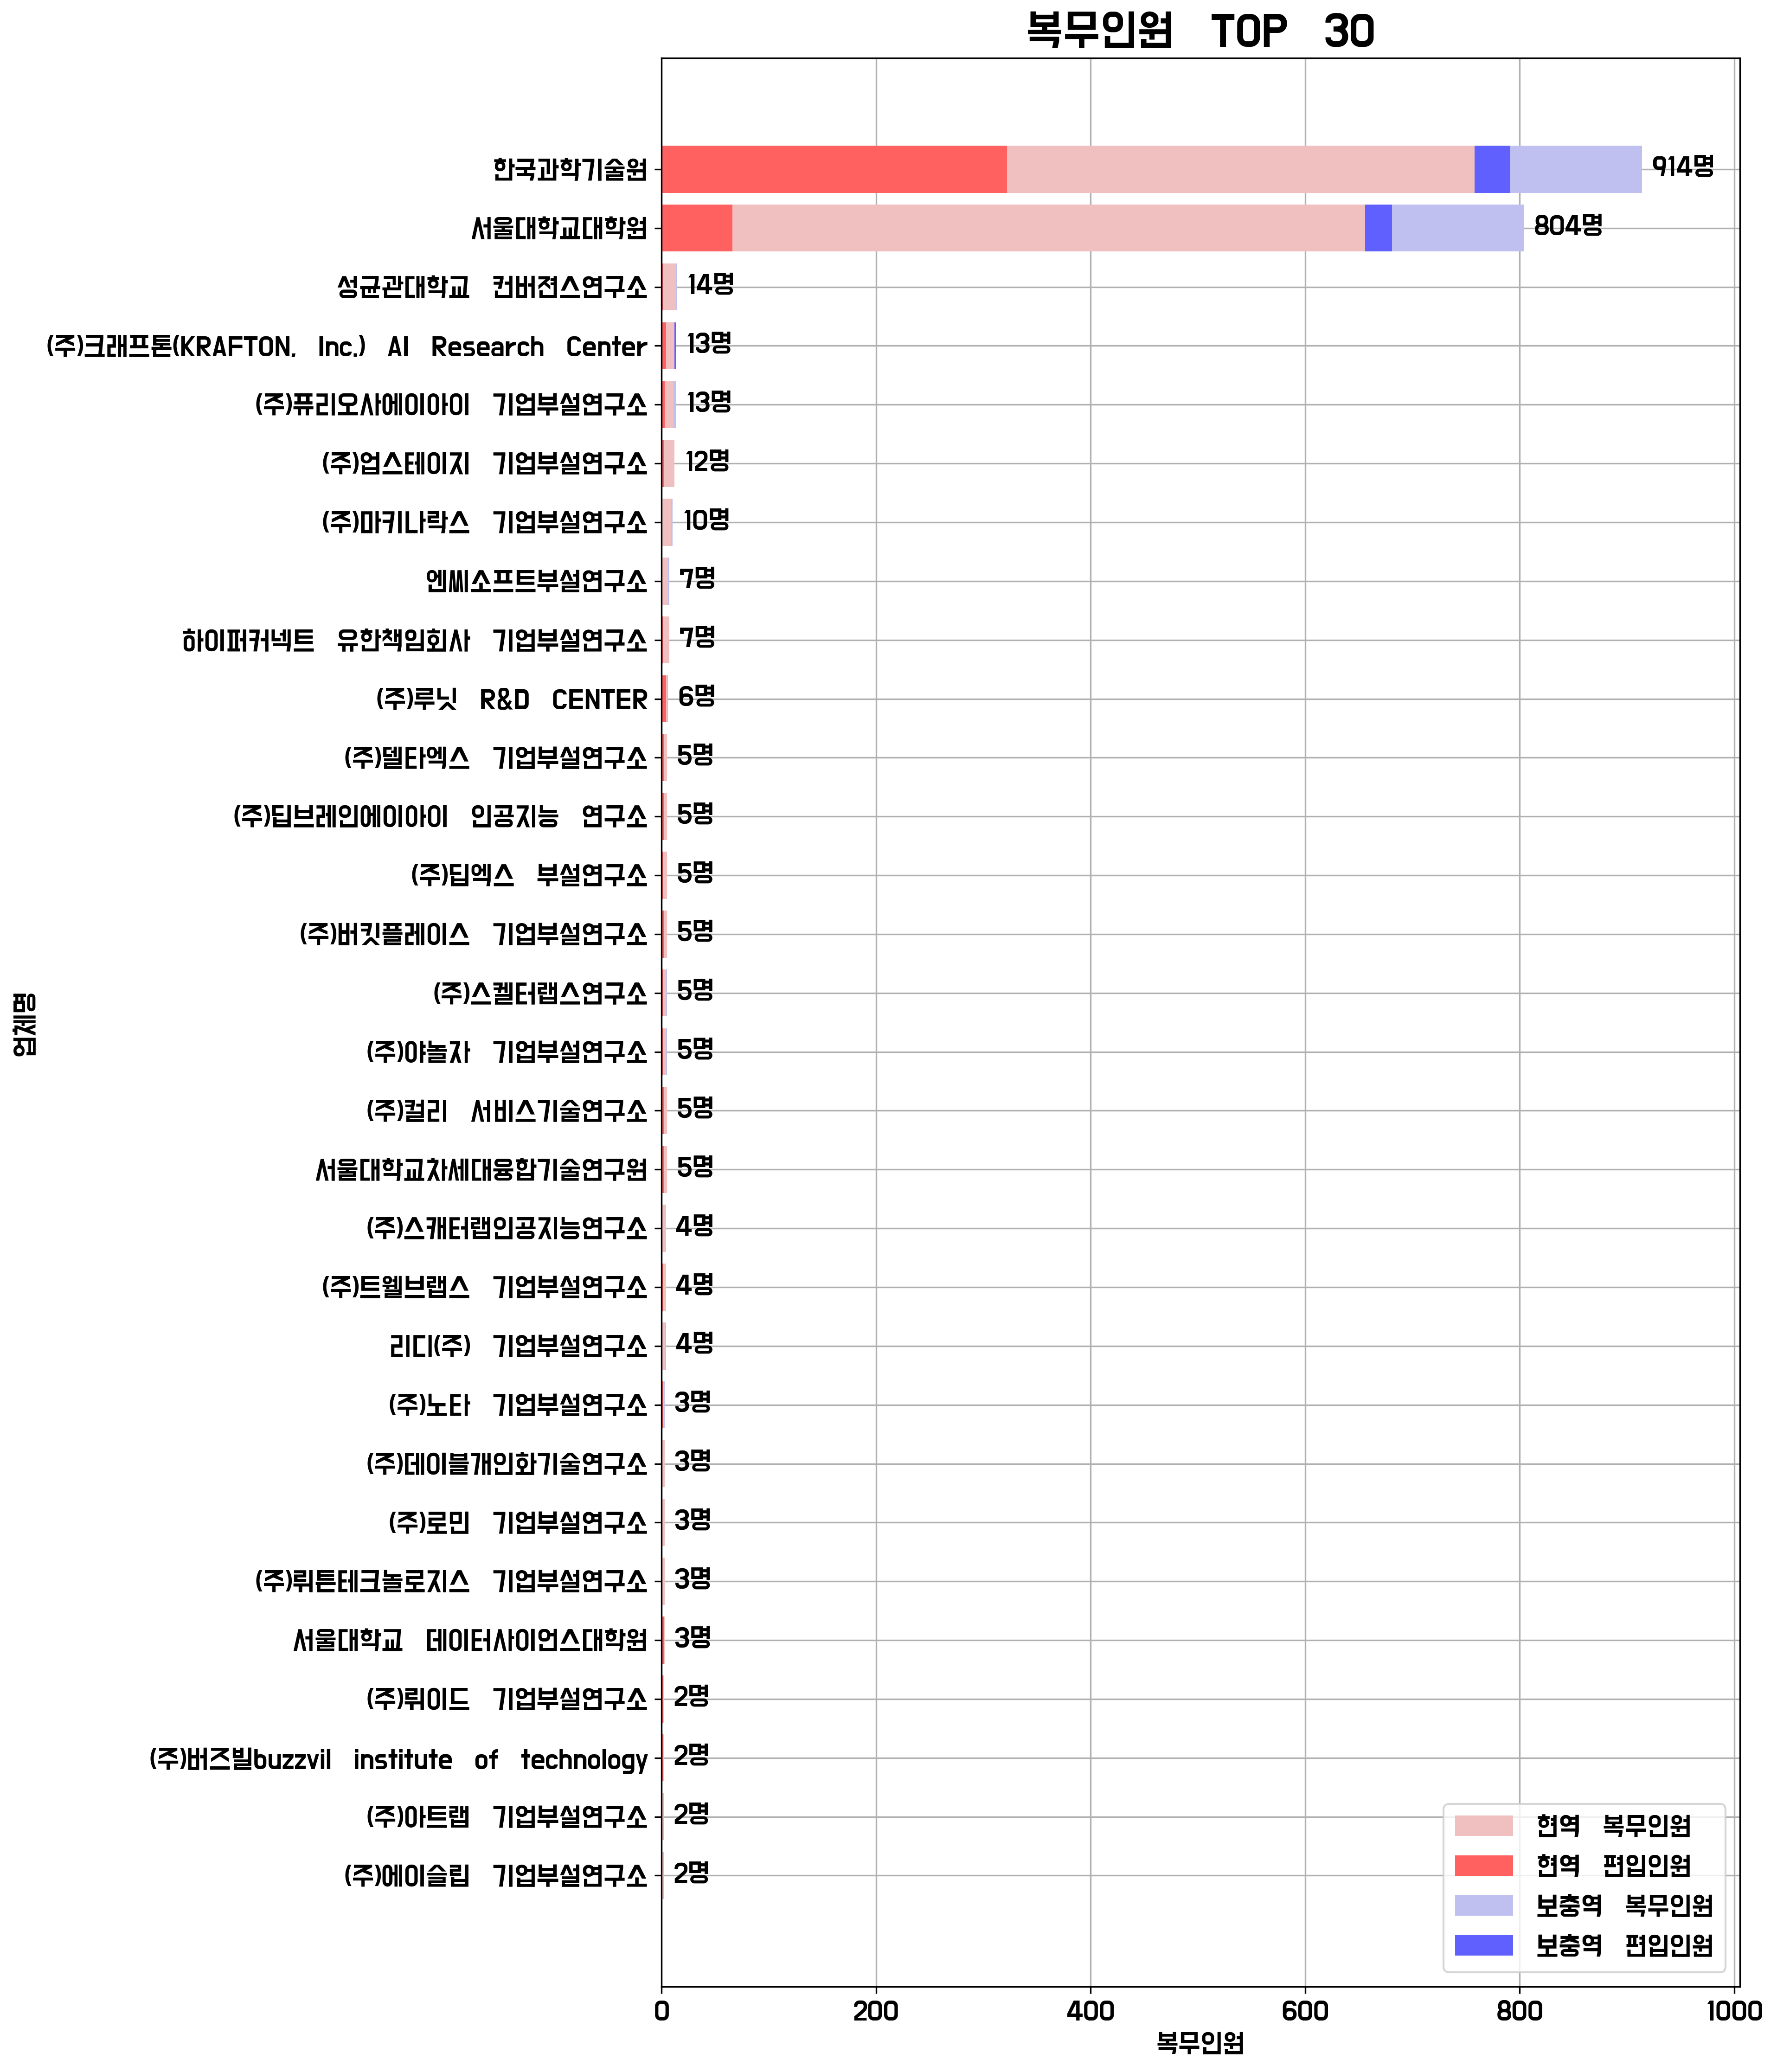 복무인원 TOP 30
한국과학기술원 914명
서울대학교대학원 804명
성균관대학교 컨버젼스연구소 14명
(주)크래프톤(KRAFTON, Inc.) AI Research Center 13명
(주)퓨리오사에이아이 기업부설연구소 13명
(주)업스테이지 기업부설연구소 12명
(주)마키나락스 기업부설연구소 10명
엔씨소프트부설연구소 7명
하이퍼커넥트 유한책임회사 기업부설연구소 7명
(주)루닛 R&D CENTER 6명
(주)델타엑스 기업부설연구소 5명
(주)딥브레인에이아이 인공지능 연구소 5명
(주)딥엑스 부설연구소 5명
(주)버킷플레이스 기업부설연구소 5명
(주)스켈터랩스연구소 5명
(주)야놀자 기업부설연구소 5명
(주)컬리 서비스기술연구소 5명
서울대학교차세대융합기술연구원 5명
(주)스캐터랩인공지능연구소 4명
(주)트웰브랩스 기업부설연구소 4명
리디(주) 기업부설연구소 4명
(주)노타 기업부설연구소 3명
(주)데이블개인화기술연구소 3명
(주)로민 기업부설연구소 3명
(주)뤼튼테크놀로지스 기업부설연구소 3명
서울대학교 데이터사이언스대학원 3명
(주)뤼이드 기업부설연구소 2명
(주)버즈빌buzzvil institute of technology 2명
(주)아트랩 기업부설연구소 2명
(주)에이슬립 기업부설연구소 2명
업체명
현역 복무인원
현역 편입인원
보충역 복무인원
보충역 편입인원
0 200 400 600 800 1000
복무인원